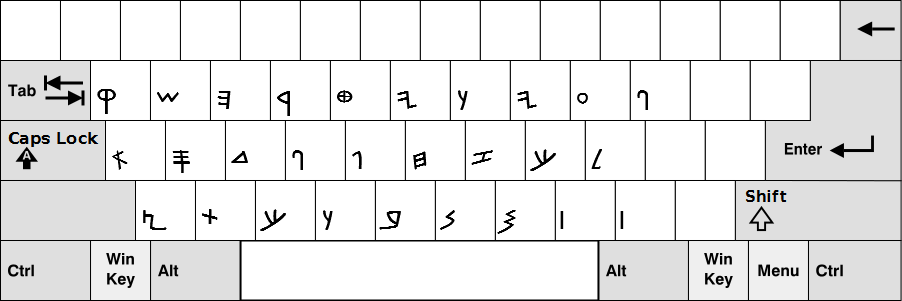 Tab 𐤒 𐤔 𐤄 𐤓 𐤈 𐤉 𐤅 𐤉 𐤏 𐤐
Caps Lock A 𐤀 𐤎 𐤃 𐤐 𐤂 𐤇 𐤆 𐤊 𐤋 Enter
𐤑 𐤕 𐤊 𐤅 𐤁 𐤍 𐤌 | | Shift
Ctrl Win Key Alt Alt Win Key Menu Ctrl